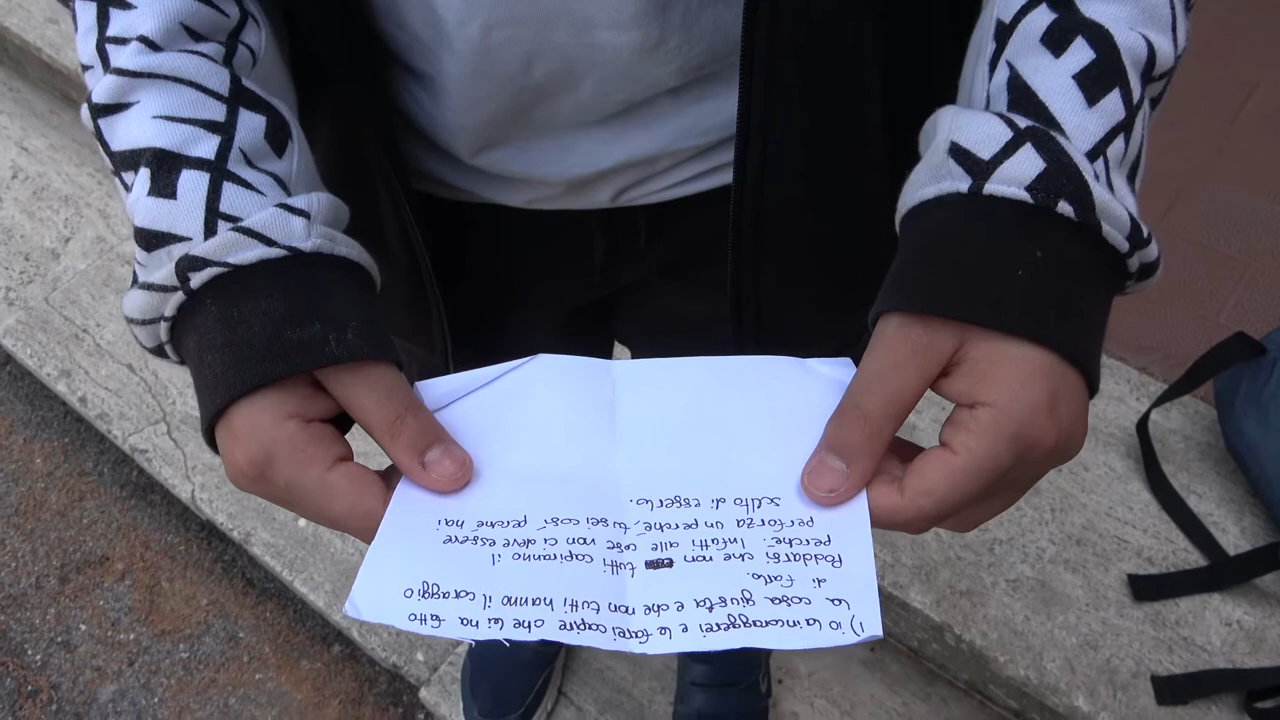 1) io la incoraggerei e le farei capire che lei ha fatto
la cosa giusta e che non tutti hanno il coraggio
di farlo.
Poddarsi che non tutti capiranno il
perché. Infatti alle cose non ci deve essere
perforza un perché, tu sei così perché hai
scelto di esserlo.